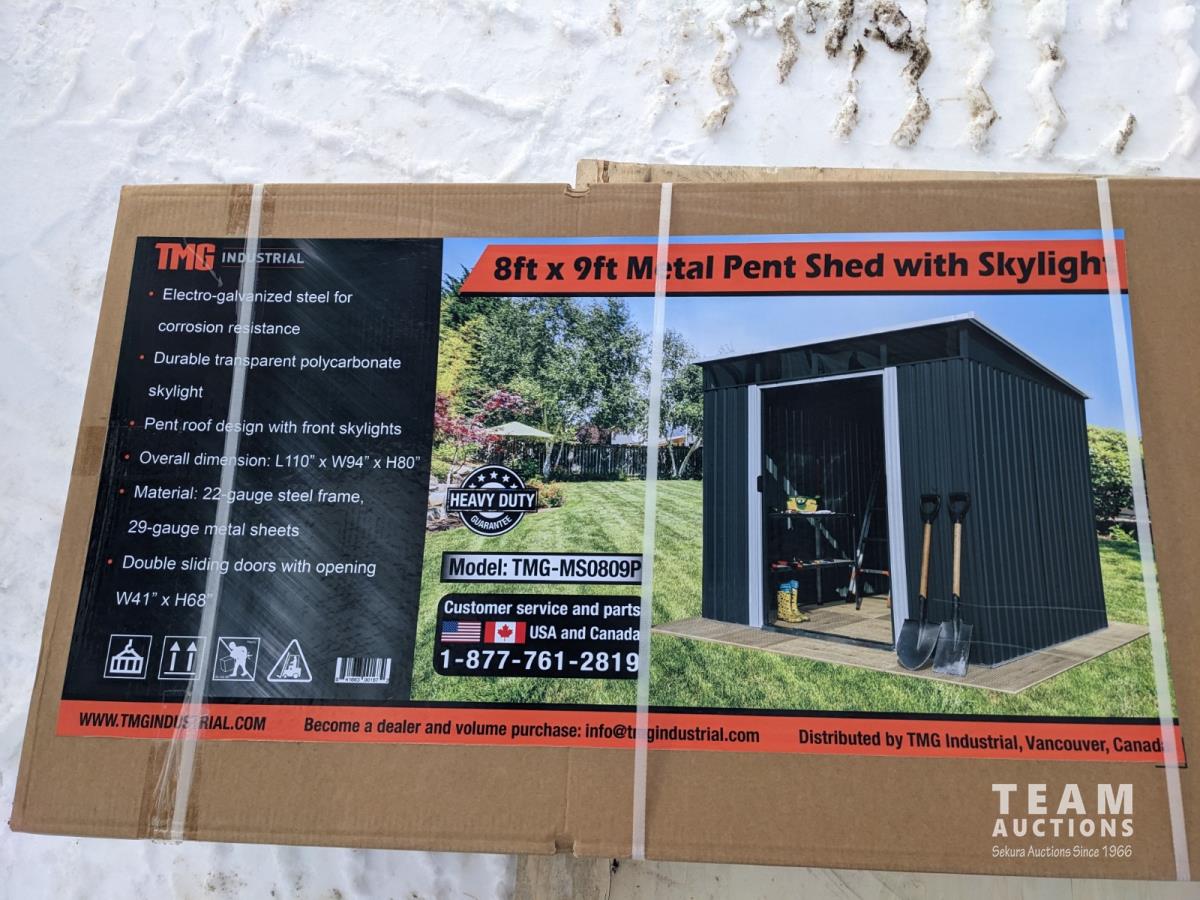 TMG INDUSTRIAL
• Electro-galvanized steel for
corrosion resistance
• Durable transparent polycarbonate
skylight
• Pent roof design with front skylights
• Overall dimension: L110” x W94” x H80”
• Material: 22-gauge steel frame,
29-gauge metal sheets
• Double sliding doors with opening
W41” x H68”
8ft x 9ft Metal Pent Shed with Skylight
HEAVY DUTY
GUARANTEE
Model: TMG-MS0809P
Customer service and parts
USA and Canada
1-877-761-2819
WWW.TMGINDUSTRIAL.COM Become a dealer and volume purchase: info@tmgindustrial.com Distributed by TMG Industrial, Vancouver, Canada
TEAM
AUCTIONS
Sekura Auctions Since 1966